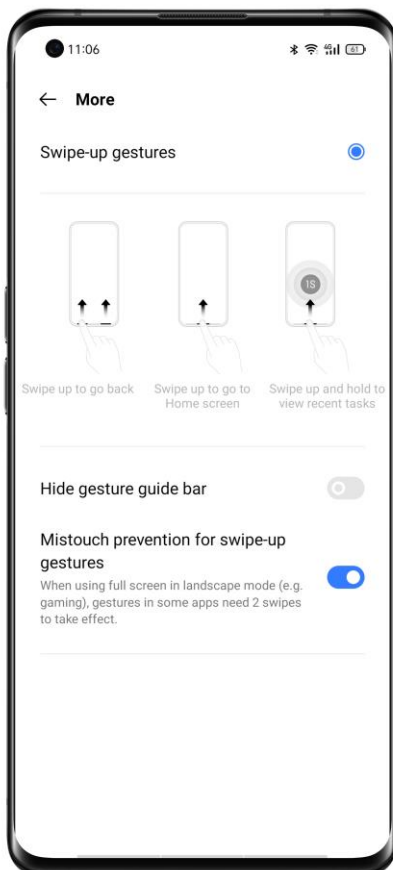 11:06
4G 61
More
Swipe-up gestures
1S
Swipe up to go back
Swipe up to go to
Home screen
Swipe up and hold to
view recent tasks
Hide gesture guide bar
Mistouch prevention for swipe-up
gestures
When using full screen in landscape mode (e.g.
gaming), gestures in some apps need 2 swipes
to take effect.